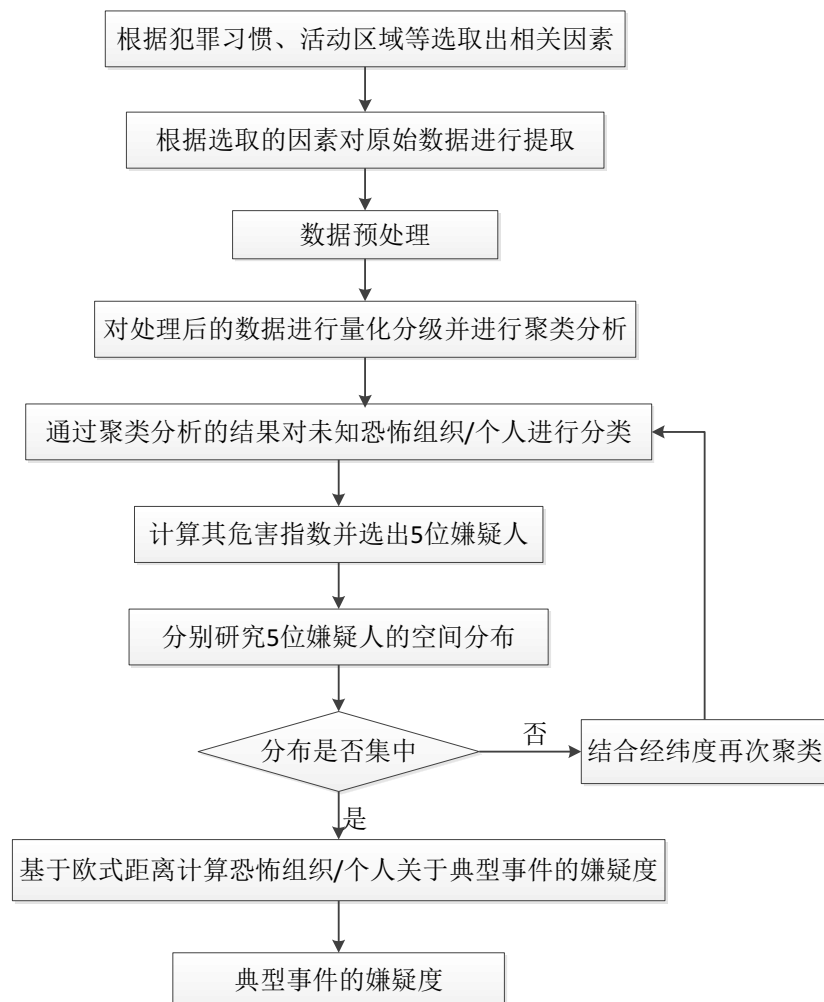 根据犯罪习惯、活动区域等选取出相关因素
根据选取的因素对原始数据进行提取
数据预处理
对处理后的数据进行量化分级并进行聚类分析
通过聚类分析的结果对未知恐怖组织/个人进行分类
计算其危害指数并选出5位嫌疑人
分别研究5位嫌疑人的空间分布
分布是否集中
否
结合经纬度再次聚类
是
基于欧式距离计算恐怖组织/个人关于典型事件的嫌疑度
典型事件的嫌疑度